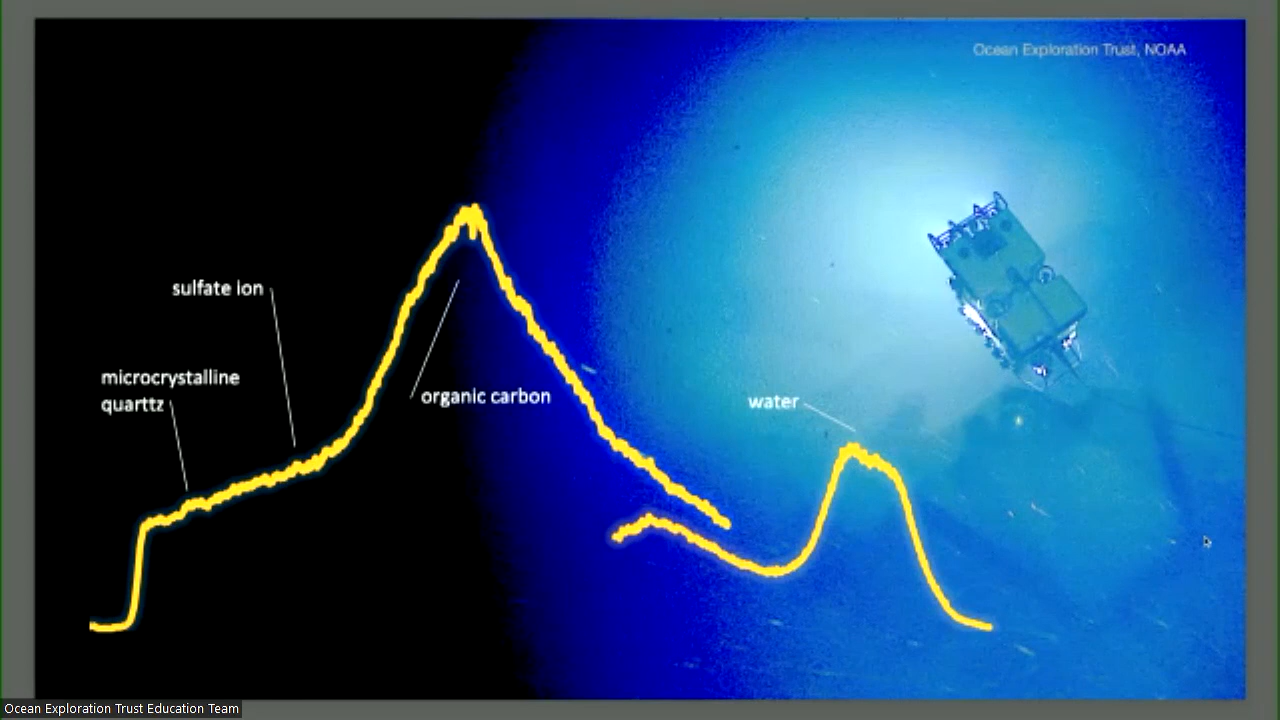 Ocean Exploration Trust, NOAA
sulfate ion
microcrystalline
quarttz
organic carbon
water
Ocean Exploration Trust Education Team